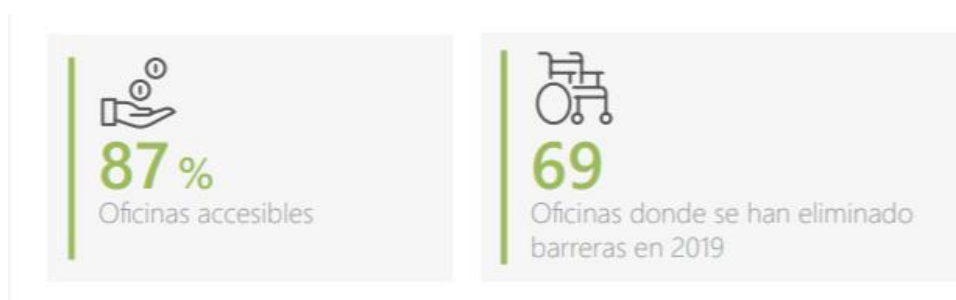 87 %
Oficinas accesibles
69
Oficinas donde se han eliminado
barreras en 2019